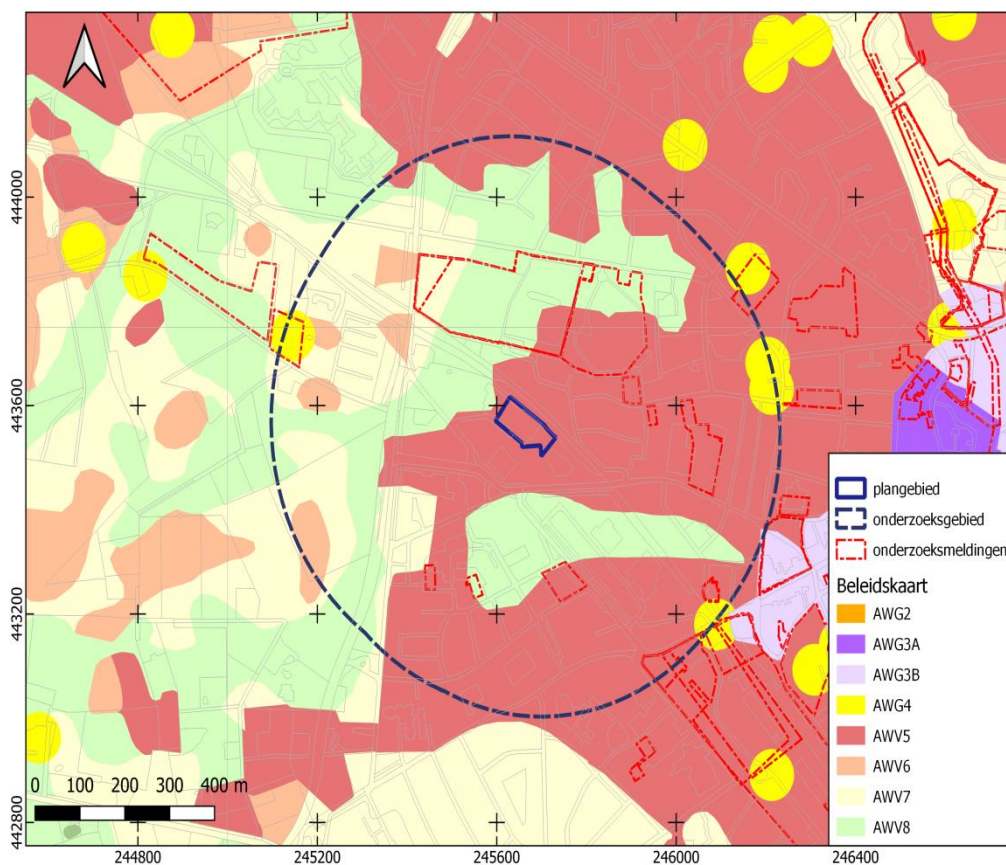 444000
443600
443200
442800
plangebied
onderzoeksgebied
onderzoeksmeldingen
Beleidskaart
AWG2
AWG3A
AWG3B
AWG4
AWV5
AWV6
AWV7
AWV8
0 100 200 300 400 m
244800 245200 245600 246000 246400